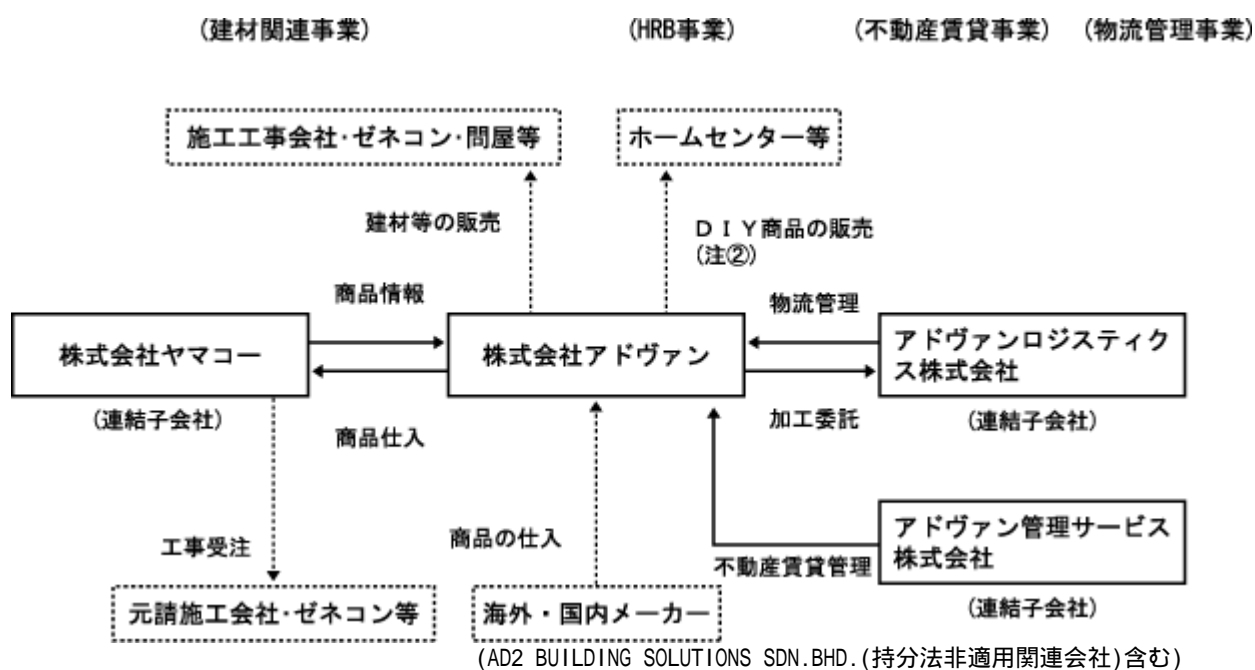 (建材関連事業) (HRB事業) (不動産賃貸事業) (物流管理事業)
施工工事会社・ゼネコン・問屋等 ホームセンター等
建材等の販売 ＤＩＹ商品の販売
(注②)
商品情報 物流管理
株式会社ヤマコー 株式会社アドヴァン アドヴァンロジスティク
ス株式会社
(連結子会社) 商品仕入 加工委託 (連結子会社)
工事受注 商品の仕入 不動産賃貸管理 アドヴァン管理サービス
株式会社
(連結子会社)
元請施工会社・ゼネコン等 海外・国内メーカー
(AD2 BUILDING SOLUTIONS SDN.BHD.(持分法非適用関連会社)含む)